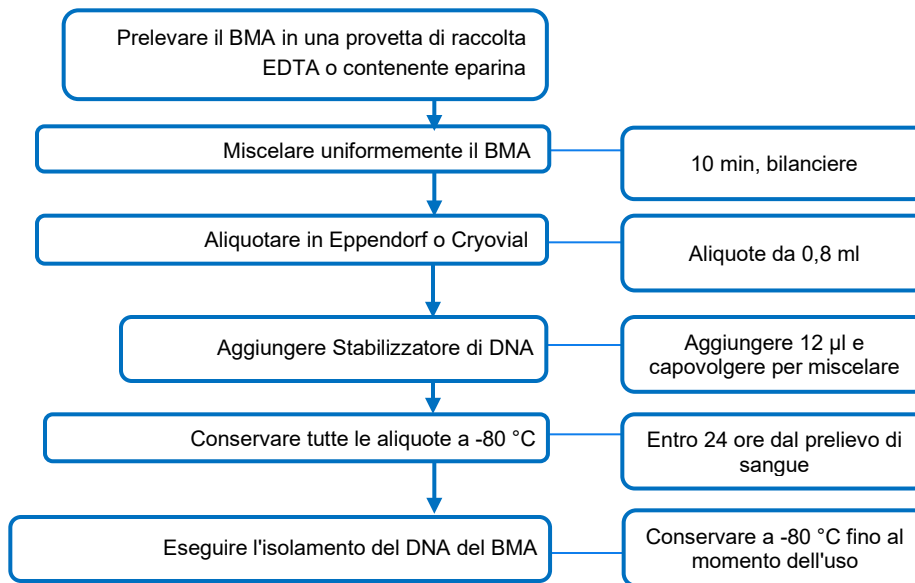 Prelevare il BMA in una provetta di raccolta
EDTA o contenente eparina
Miscelare uniformemente il BMA
10 min, bilanciere
Aliquotare in Eppendorf o Cryovial
Aliquote da 0,8 ml
Aggiungere Stabilizzatore di DNA
Aggiungere 12 µl e
capovolgere per miscelare
Conservare tutte le aliquote a -80 °C
Entro 24 ore dal prelievo di
sangue
Eseguire l'isolamento del DNA del BMA
Conservare a -80 °C fino al
momento dell'uso